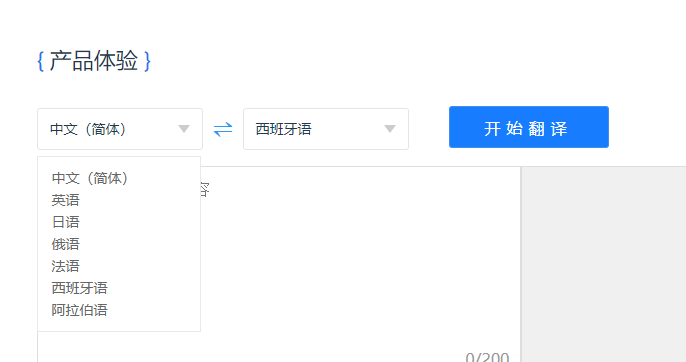 { 产品体验 }
中文（简体） 西班牙语 开始翻译
中文（简体）
英语
日语
俄语
法语
西班牙语
阿拉伯语
0/200